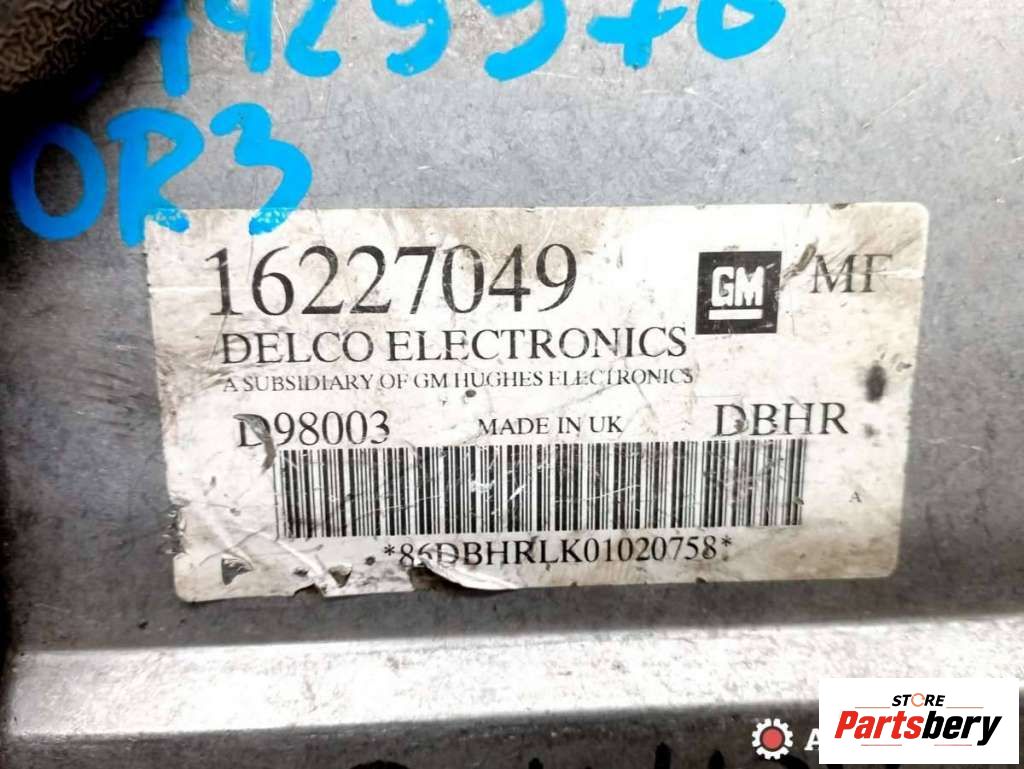 OR3
16227049
GM
MF
DELCO ELECTRONICS
A SUBSIDIARY OF GM HUGHES ELECTRONICS
D98003 MADE IN UK DBHR
A
*86DBHRLK01020758*
STORE
Partsbery